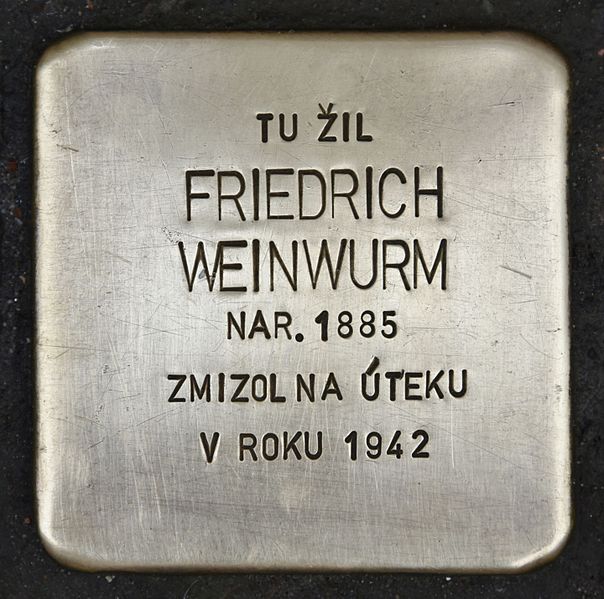 TU ŽIL
FRIEDRICH
WEINWURM
NAR. 1885
ZMIZOL NA ÚTEKU
V ROKU 1942